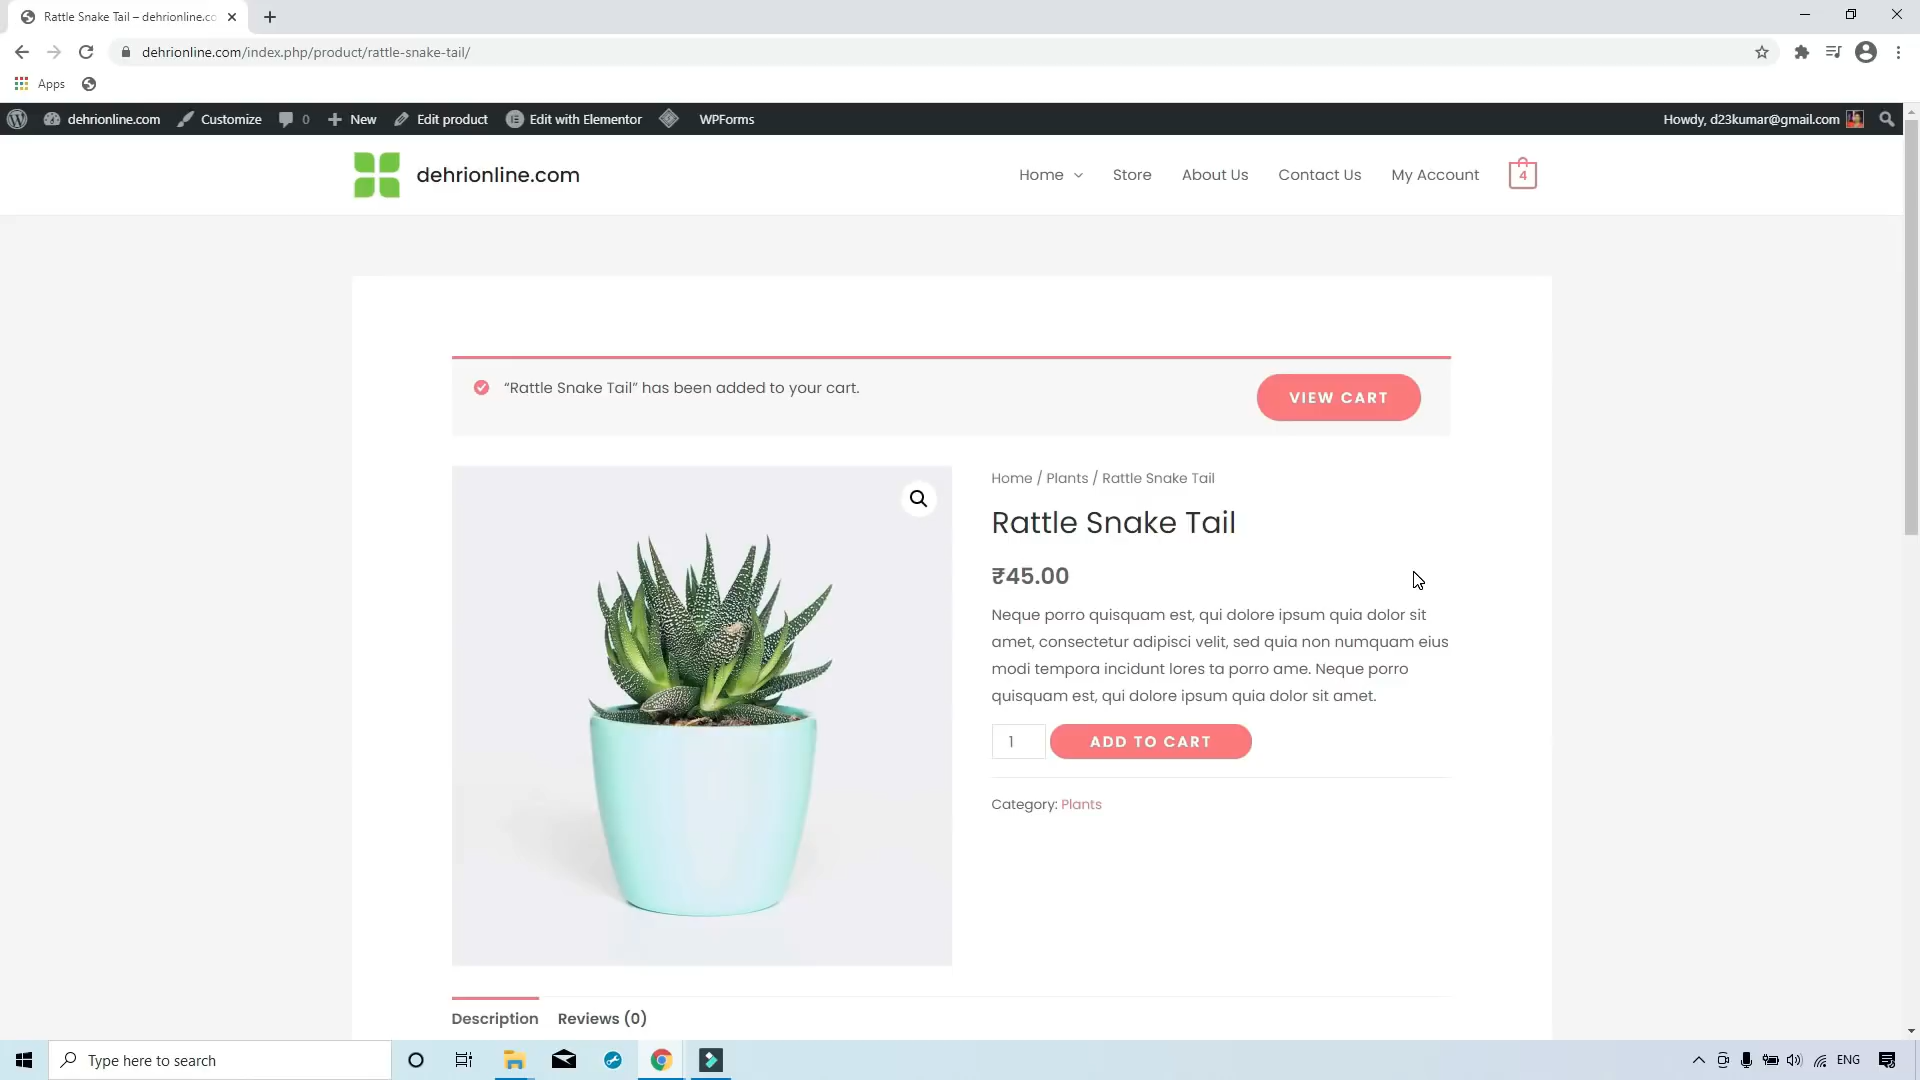 Rattle Snake Tail – dehrionline.co
dehrionline.com/index.php/product/rattle-snake-tail/
Apps
dehrionline.com
Customize
0
New
Edit product
Edit with Elementor
WPForms
Howdy, d23kumar@gmail.com
dehrionline.com
Home
Store
About Us
Contact Us
My Account
4
“Rattle Snake Tail” has been added to your cart.
VIEW CART
Home / Plants / Rattle Snake Tail
Rattle Snake Tail
₹45.00
Neque porro quisquam est, qui dolore ipsum quia dolor sit
amet, consectetur adipisci velit, sed quia non numquam eius
modi tempora incidunt lores ta porro ame. Neque porro
quisquam est, qui dolore ipsum quia dolor sit amet.
1
ADD TO CART
Category: Plants
Description
Reviews (0)
Type here to search
ENG